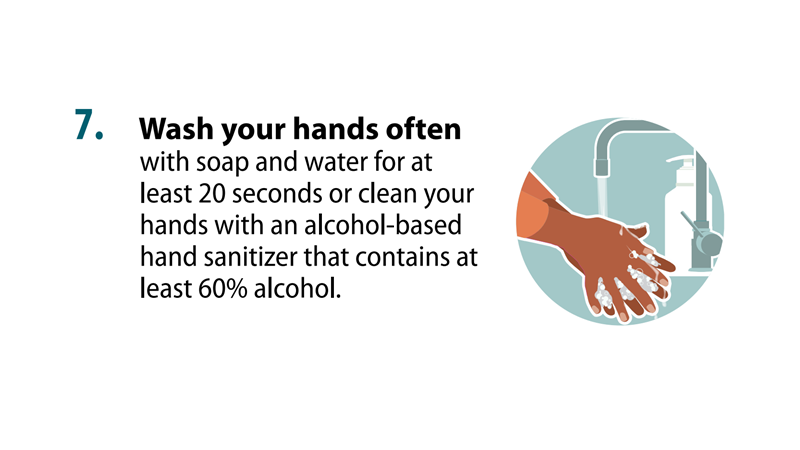 7. Wash your hands often
with soap and water for at
least 20 seconds or clean your
hands with an alcohol-based
hand sanitizer that contains at
least 60% alcohol.